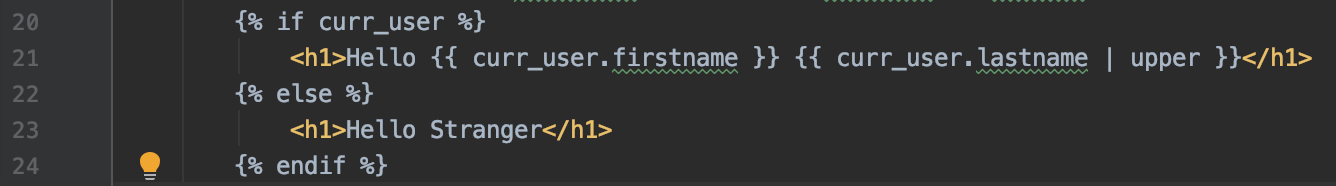 20 {% if curr_user %}
21 <h1>Hello {{ curr_user.firstname }} {{ curr_user.lastname | upper }}</h1>
22 {% else %}
23 <h1>Hello Stranger</h1>
24 {% endif %}